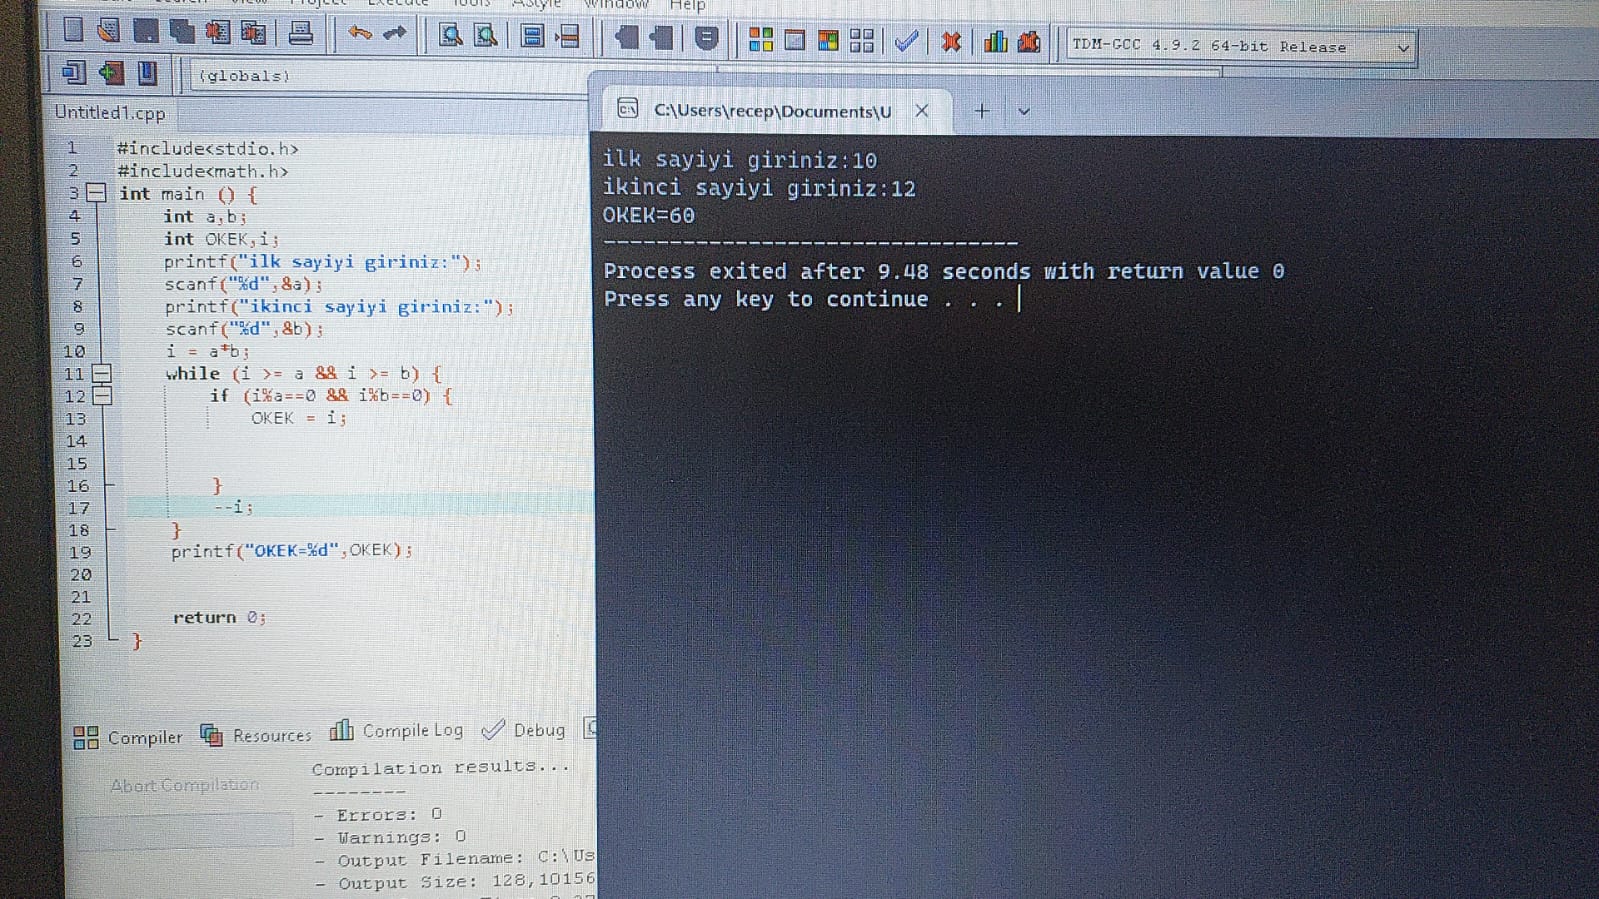 Project Execute Tools AStyle Window Help
TDM-GCC 4.9.2 64-bit Release
(globals)
Untitled1.cpp
C:\Users\recep\Documents\U
1 #include<stdio.h>
2 #include<math.h>
3 int main () {
4 int a,b;
5 int OKEK,i;
6 printf("ilk sayiyi giriniz:");
7 scanf("%d",&a);
8 printf("ikinci sayiyi giriniz:");
9 scanf("%d",&b);
10 i = a*b;
11 while (i >= a && i >= b) {
12 if (i%a==0 && i%b==0) {
13 OKEK = i;
14
15
16 }
17 --i;
18 }
19 printf("OKEK=%d",OKEK);
20
21
22 return 0;
23 }
ilk sayiyi giriniz:10
ikinci sayiyi giriniz:12
OKEK=60
--------------------------------
Process exited after 9.48 seconds with return value 0
Press any key to continue . . .
Compiler Resources Compile Log Debug
Abort Compilation
Compilation results...
--------
- Errors: 0
- Warnings: 0
- Output Filename: C:\Us
- Output Size: 128,10156